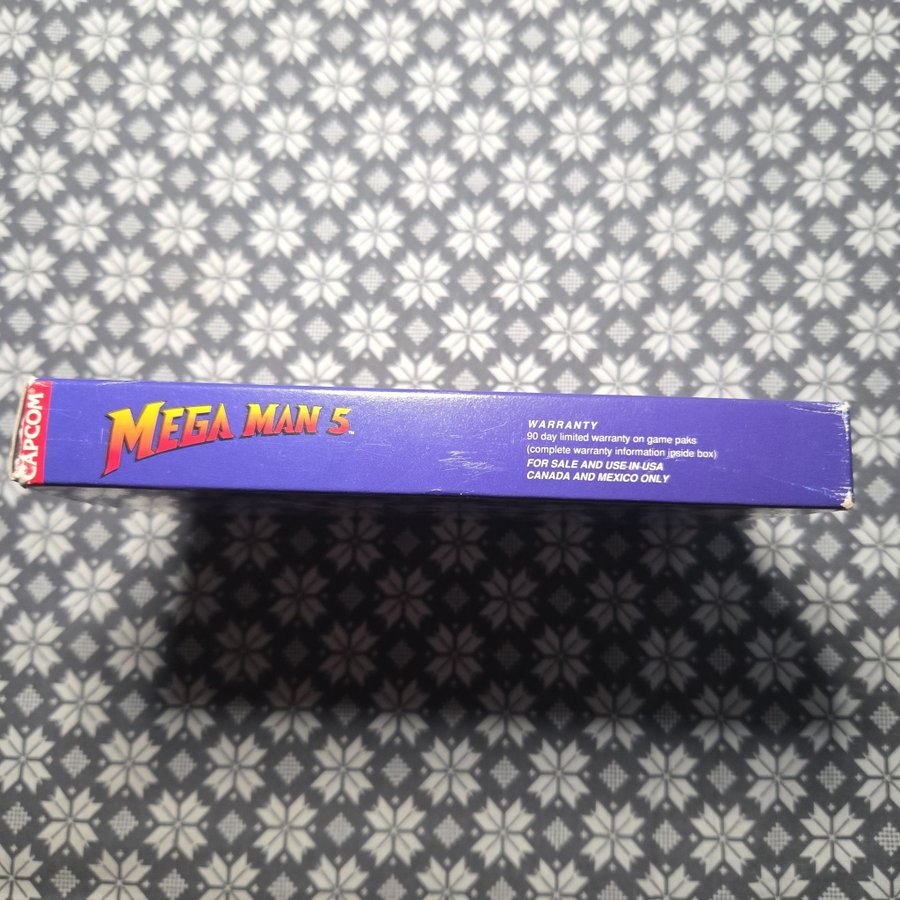 CAPCOM®
MEGA MAN 5™
WARRANTY
90 day limited warranty on game paks
(complete warranty information inside box)
FOR SALE AND USE IN USA
CANADA AND MEXICO ONLY